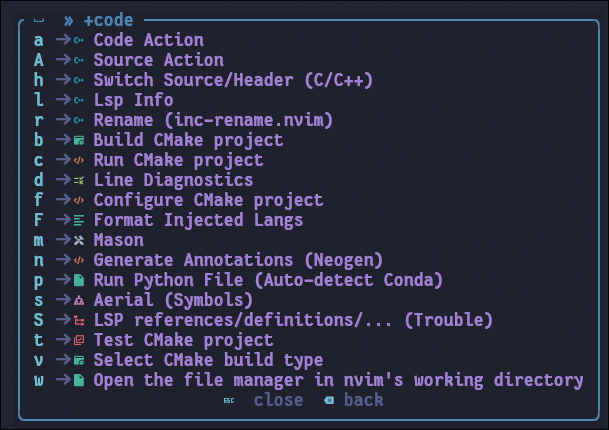 » +code
a Code Action
A Source Action
h Switch Source/Header (C/C++)
l Lsp Info
r Rename (inc-rename.nvim)
b Build CMake project
c Run CMake project
d Line Diagnostics
f Configure CMake project
F Format Injected Langs
m Mason
n Generate Annotations (Neogen)
p Run Python File (Auto-detect Conda)
s Aerial (Symbols)
S LSP references/definitions/... (Trouble)
t Test CMake project
v Select CMake build type
w Open the file manager in nvim's working directory
ESC close back